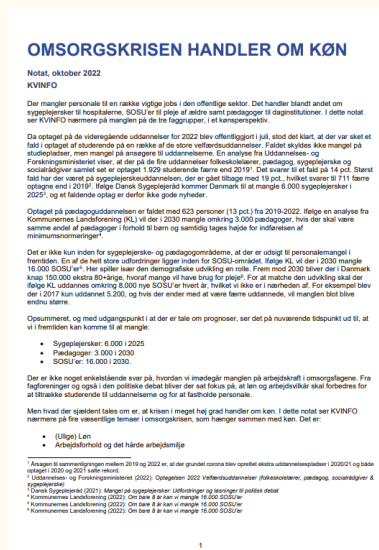 OMSORGSKRISEN HANDLER OM KØN
Notat, oktober 2022
KVINFO
Der mangler personale til en række vigtige jobs i den offentlige sektor. Det handler blandt andet om
sygeplejersker til hospitalerne, SOSU'er til pleje af ældre samt pædagoger til daginstitutioner. I dette notat
ser KVINFO nærmere på manglen på de tre faggrupper, i et kønsperspektiv.
Da optaget på de videregående uddannelser for 2022 blev offentliggjort i juli, stod det klart, at der var sket et
fald i optaget af studerende på en række af de store velfærdsuddannelser. Faldet skyldes ikke mangel på
studiepladser, men mangel på ansøgere til uddannelserne. En analyse fra Uddannelses- og
Forskningsministeriet viser, at der på de fire uddannelser folkeskolelærer, pædagog, sygeplejerske og
socialrådgiver samlet set er optaget 1.929 studerende færre end 2019¹. Det svarer til et fald på 14 pct. Størst
fald har der været på sygeplejerskeuddannelsen, der er gået tilbage med 19 pct., hvilket svarer til 711 færre
optagne end i 2019². Ifølge Dansk Sygeplejeråd kommer Danmark til at mangle 6.000 sygeplejersker i
2025³, og et faldende optag er derfor ikke gode nyheder.
Optaget på pædagoguddannelsen er faldet med 623 personer (13 pct.) fra 2019-2022. Ifølge en analyse fra
Kommunernes Landsforening (KL) vil der i 2030 mangle omkring 3.000 pædagoger, hvis der skal være
samme andel af pædagoger i forhold til børn og samtidig tages højde for indførelsen af
minimumsnormeringer⁴.
Det er ikke kun inden for sygeplejerske- og pædagogområderne, at der er udsigt til personalemangel i
fremtiden. En af de helt store udfordringer ligger inden for SOSU-området. Ifølge KL vil der i 2030 mangle
16.000 SOSU'er⁵. Her spiller især den demografiske udvikling en rolle. Frem mod 2030 bliver der i Danmark
knap 150.000 ekstra 80+årige, hvoraf mange vil have brug for pleje⁶. For at matche den udvikling skal der
ifølge KL uddannes omkring 8.000 nye SOSU'er hvert år, hvilket vi ikke er i nærheden af. For eksempel blev
der i 2017 kun uddannet 5.200, og hvis der ender med at være færre uddannede, vil manglen blot blive
endnu større.
Opsummeret, og med udgangspunkt i at der er tale om prognoser, ser det på nuværende tidspunkt ud til, at
vi i fremtiden kan komme til at mangle:
• Sygeplejersker: 6.000 i 2025
• Pædagoger: 3.000 i 2030
• SOSU'er: 16.000 i 2030.
Der er ikke noget enkelstående svar på, hvordan vi imødegår manglen på arbejdskraft i omsorgsfagene. Fra
fagforeninger og også i den politiske debat bliver der sat fokus på, at løn og arbejdsvilkår skal forbedres for
at tiltrække studerende til uddannelserne og for at fastholde personale.
Men hvad der sjældent tales om er, at krisen i meget høj grad handler om køn. I dette notat ser KVINFO
nærmere på fire væsentlige temaer i omsorgskrisen, som hænger sammen med køn. Det er:
• (Ulige) Løn
• Arbejdsforhold og det hårde arbejdsmiljø
¹ Årsagen til sammenligningen mellem 2019 og 2022 er, at der grundet corona blev oprettet ekstra uddannelsespladser i 2020/21 og både
optaget i 2020 og 2021 satte rekord.
² Uddannelses- og Forskningsministeriet (2022): Optagelsen 2022 Velfærdsuddannelser (folkeskolelærer, pædagog, socialrådgiver &
sygeplejerske)
³ Dansk Sygeplejeråd (2021): Mangel på sygeplejersker: Udfordringer og løsninger til politisk debat
⁴ Kommunernes Landsforening (2022): Om bare 8 år kan vi mangle 16.000 SOSU'er
⁵ Kommunernes Landsforening (2022): Om bare 8 år kan vi mangle 16.000 SOSU'er
⁶ Kommunernes Landsforening (2022): Om bare 8 år kan vi mangle 16.000 SOSU'er
1